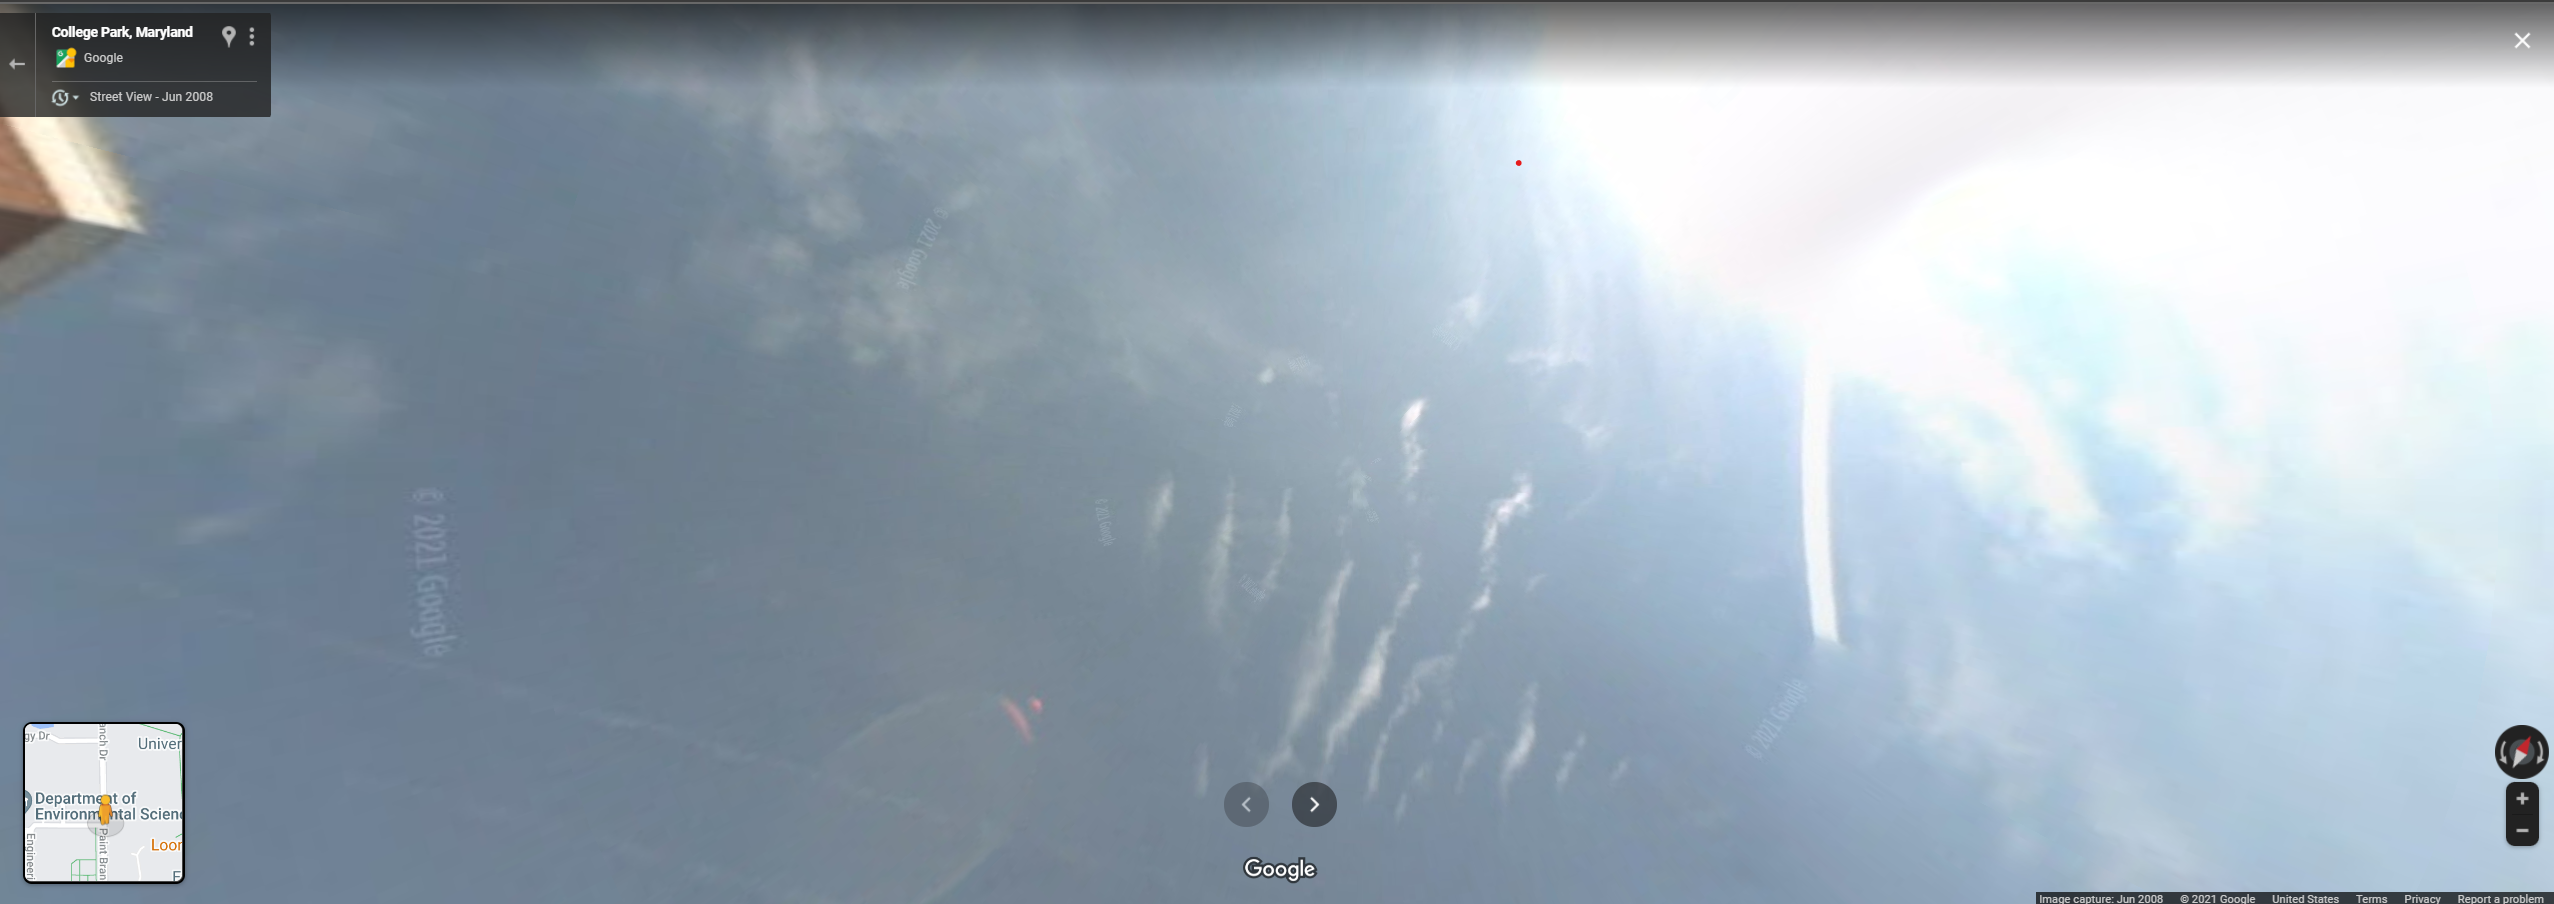 College Park, Maryland
Google
Street View - Jun 2008
© 2021 Google
© 2021 Google
© 2021 Google
gy Dr
anch Dr
Univer
Department of
Environmental Scienc
Paint Bran
Engineeri
Loor
F
Google
Image capture: Jun 2008 © 2021 Google United States Terms Privacy Report a problem